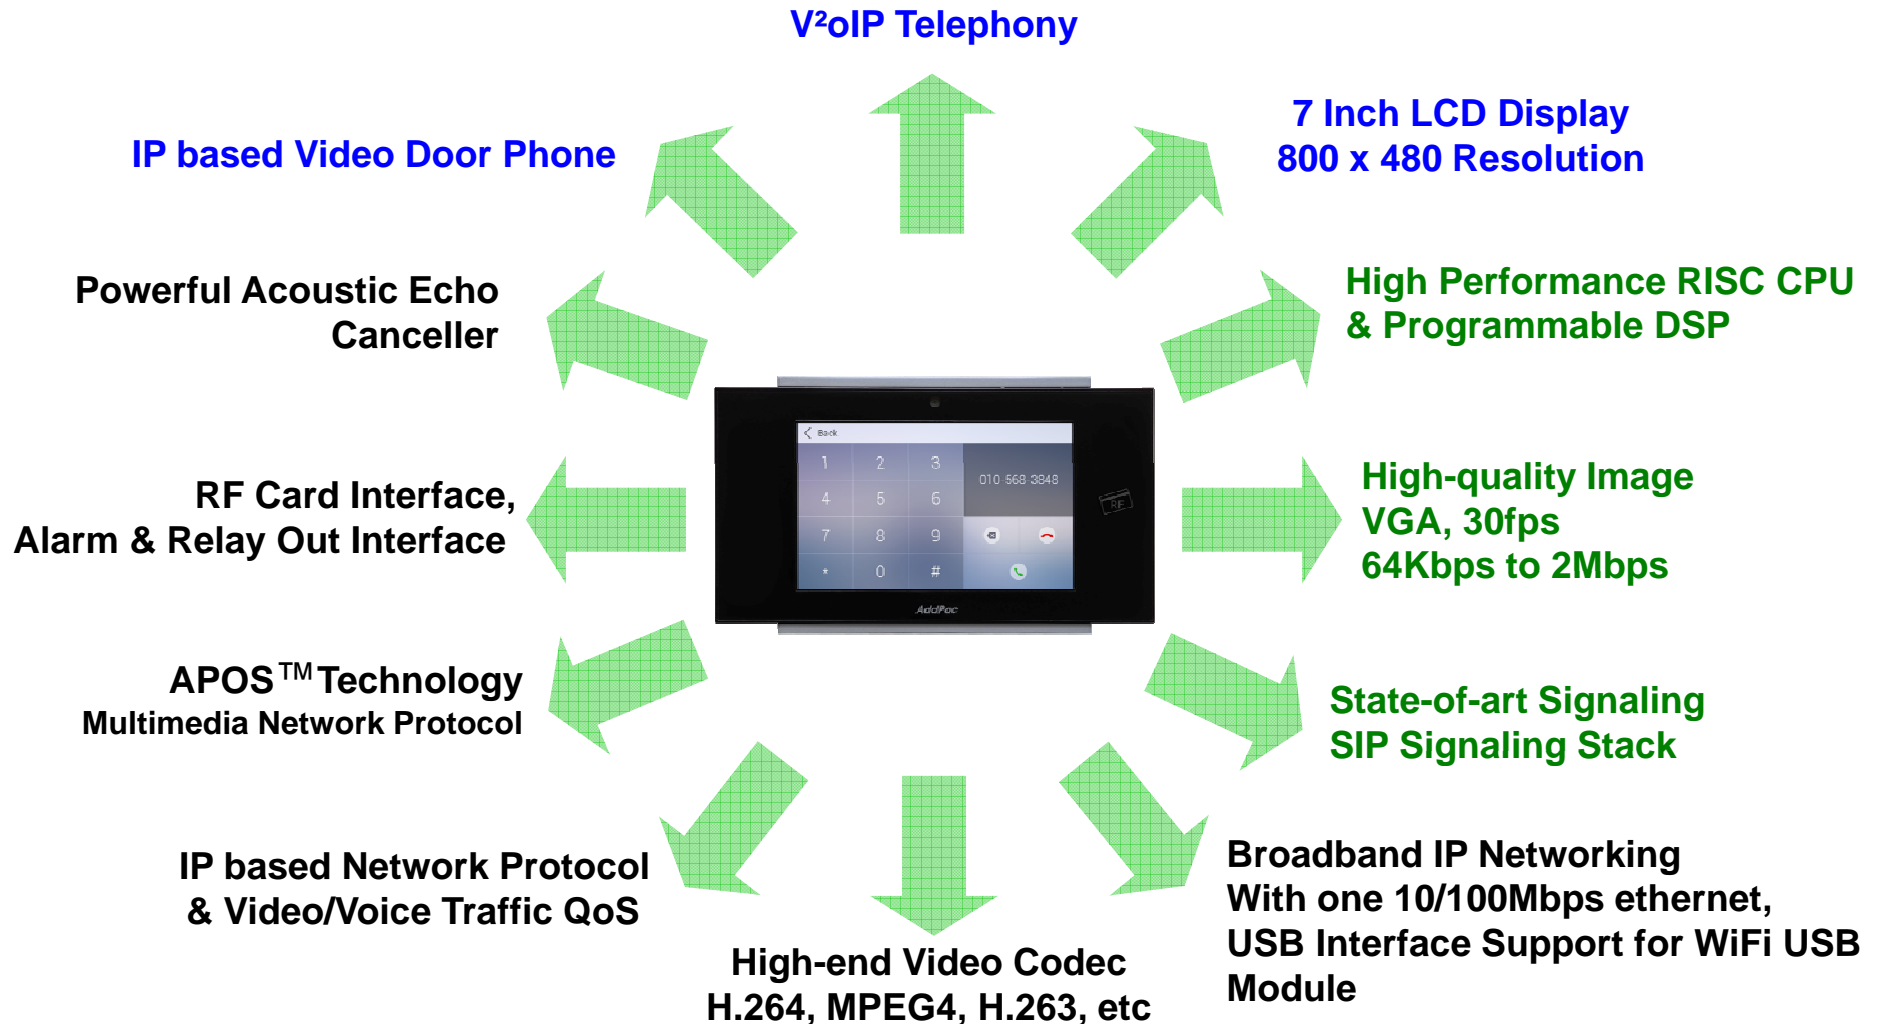 V²oIP Telephony
IP based Video Door Phone
7 Inch LCD Display
800 x 480 Resolution
Powerful Acoustic Echo
Canceller
High Performance RISC CPU
& Programmable DSP
Back
1 2 3
010 568 3848
4 5 6
7 8 9
* 0 #
RF
AddPac
RF Card Interface,
Alarm & Relay Out Interface
High-quality Image
VGA, 30fps
64Kbps to 2Mbps
APOS™Technology
Multimedia Network Protocol
State-of-art Signaling
SIP Signaling Stack
IP based Network Protocol
& Video/Voice Traffic QoS
High-end Video Codec
H.264, MPEG4, H.263, etc
Broadband IP Networking
With one 10/100Mbps ethernet,
USB Interface Support for WiFi USB
Module